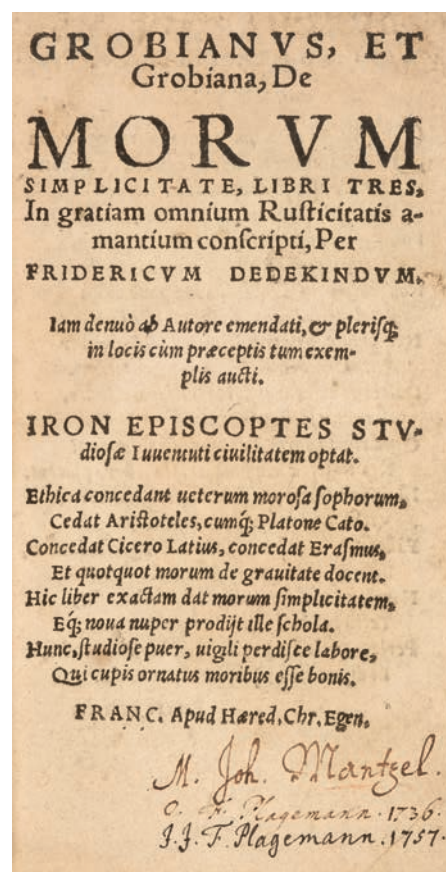 GROBIANVS, ET
Grobiana, De
MORVM
SIMPLICITATE, LIBRI TRES,
In gratiam omnium Ruſticitatis a-
mantium conſcripti, Per
FRIDERICVM DEDEKINDVM.
Iam denuò ab Autore emendati, & pleriſq;
in locis cùm præceptis tum exem-
plis aucti.
IRON EPISCOPTES STV-
dioſæ Iuuentuti ciuilitatem optat.
Ethica concedant ueterum moroſa ſophorum,
Cedat Ariſtoteles, cumq; Platone Cato.
Concedat Cicero Latius, concedat Eraſmus,
Et quotquot morum de grauitate docent.
Hic liber exactam dat morum ſimplicitatem,
Eq; noua nuper prodijt ille ſchola.
Hunc, ſtudioſe puer, uigili perdiſce labore,
Qui cupis ornatus moribus eſſe bonis.
FRANC. Apud Hæred. Chr. Egen.
M. Joh. Mantzel.
Plagemann. 1736.
J. J. F. Plagemann. 1757.